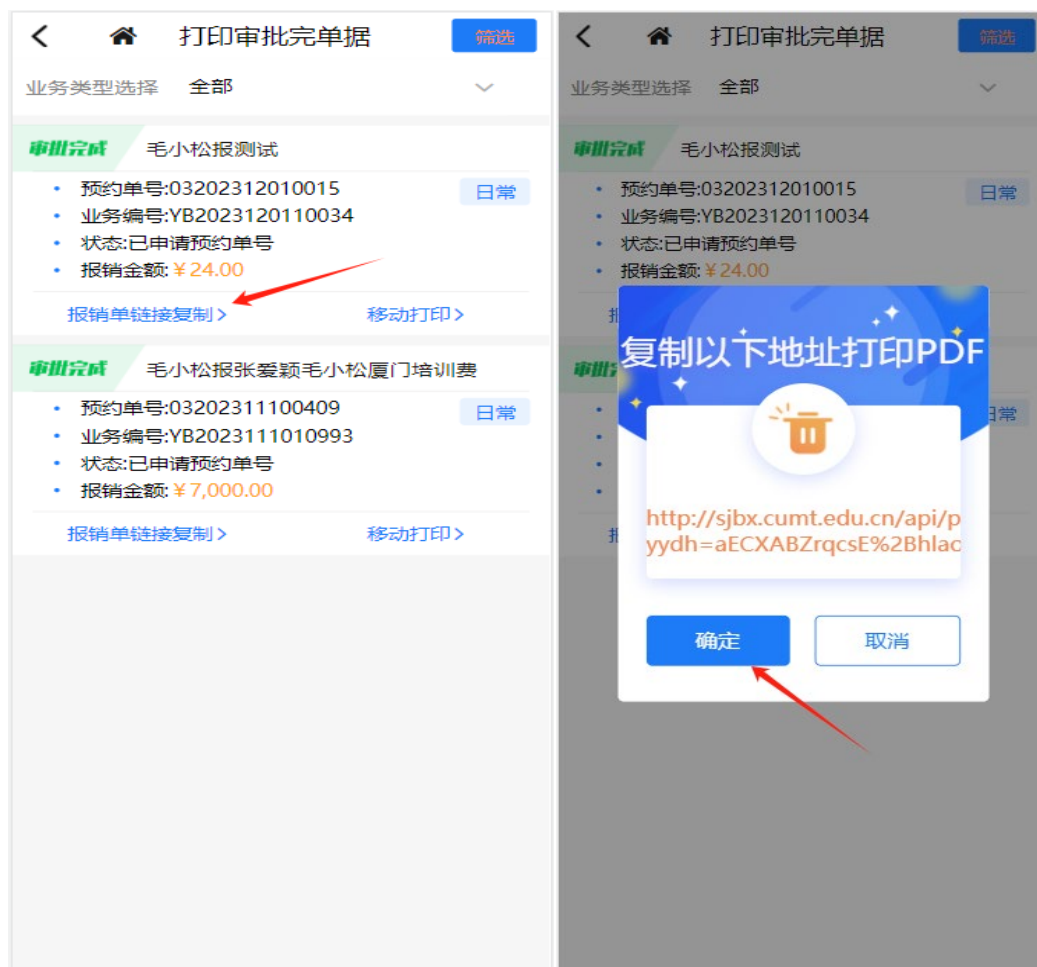 打印审批完单据
筛选
业务类型选择 全部
审批完成 毛小松报测试
预约单号:03202312010015
日常
业务编号:YB2023120110034
状态:已申请预约单号
报销金额:￥24.00
报销单链接复制>
移动打印>
审批完成 毛小松报张爱颖毛小松厦门培训费
预约单号:03202311100409
日常
业务编号:YB2023111010993
状态:已申请预约单号
报销金额:￥7,000.00
报销单链接复制>
移动打印>
打印审批完单据
筛选
业务类型选择 全部
审批完成 毛小松报测试
预约单号:03202312010015
日常
业务编号:YB2023120110034
状态:已申请预约单号
报销金额:￥24.00
复制以下地址打印PDF
日常
http://sjbx.cumt.edu.cn/api/p
yydh=aECXABZrqcsE%2Bhlac
确定
取消